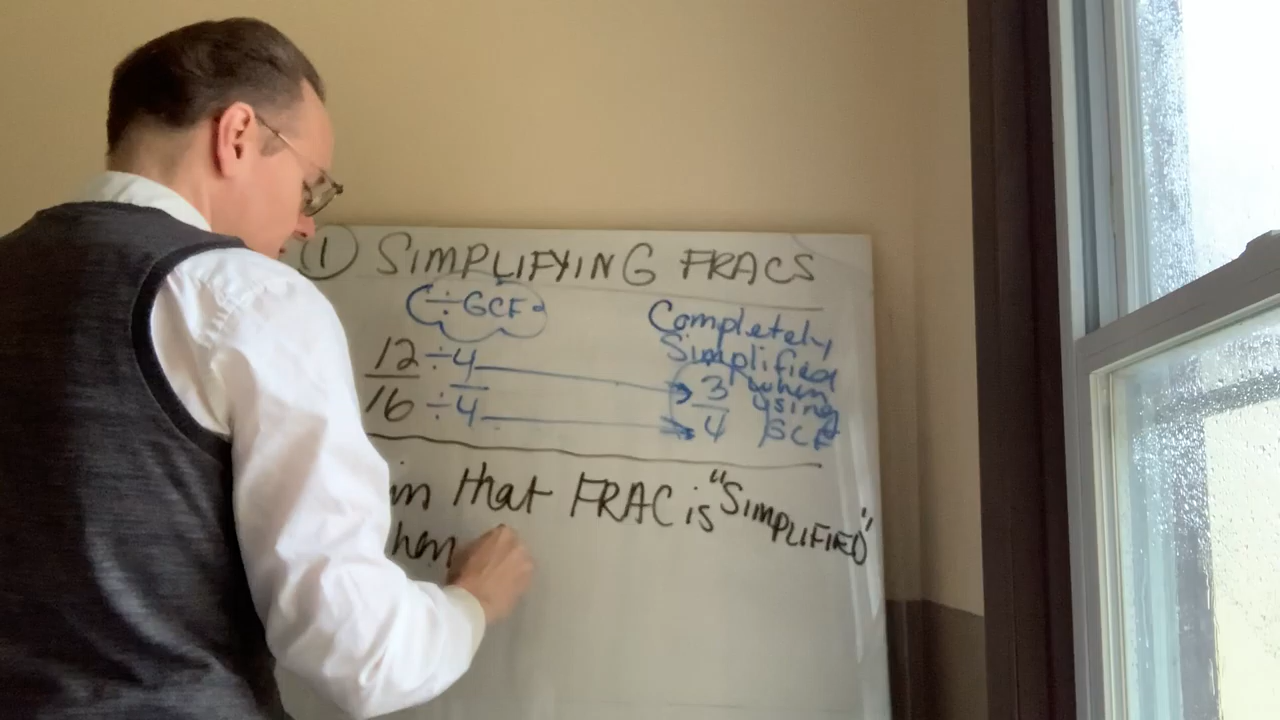 ① SIMPLIFYING FRACS
÷ GCF
12 ÷ 4
16 ÷ 4
3
4
Completely
Simplified
when
using
GCF
that FRAC is "SIMPLIFIED"